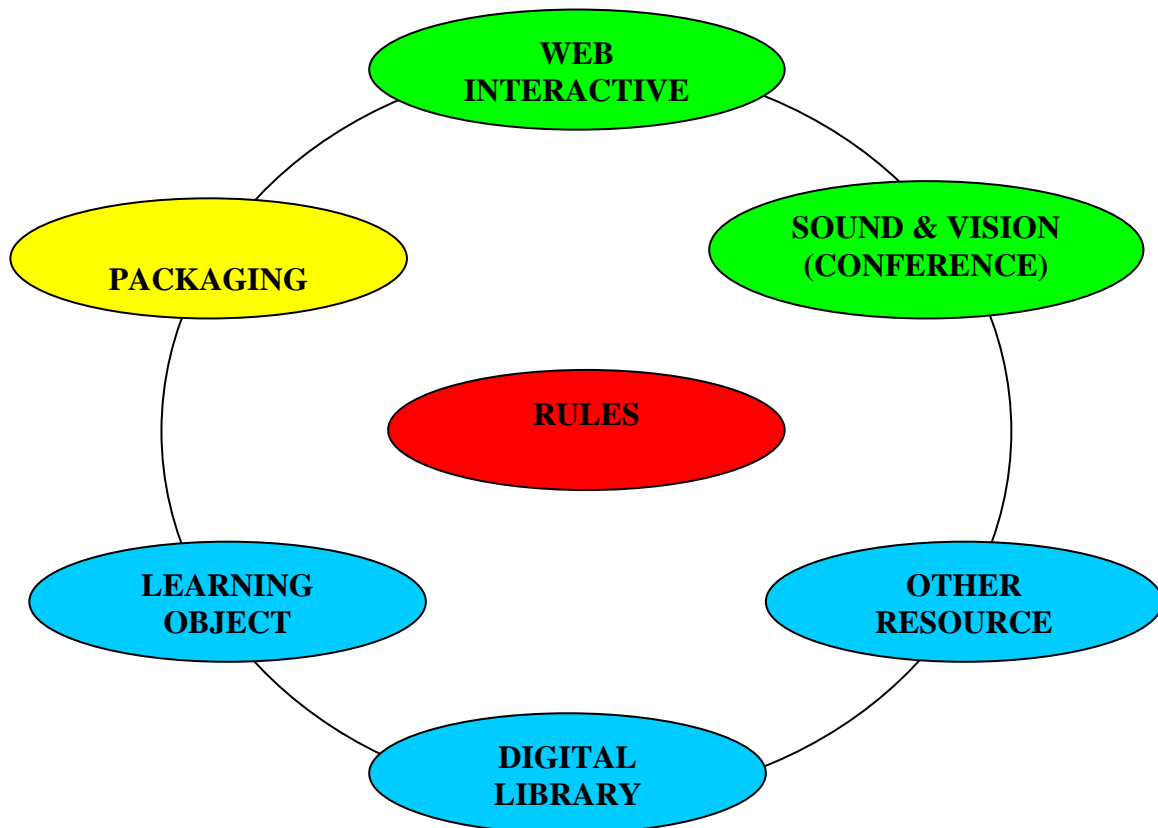 WEB
INTERACTIVE
SOUND & VISION
(CONFERENCE)
PACKAGING
RULES
LEARNING
OBJECT
OTHER
RESOURCE
DIGITAL
LIBRARY